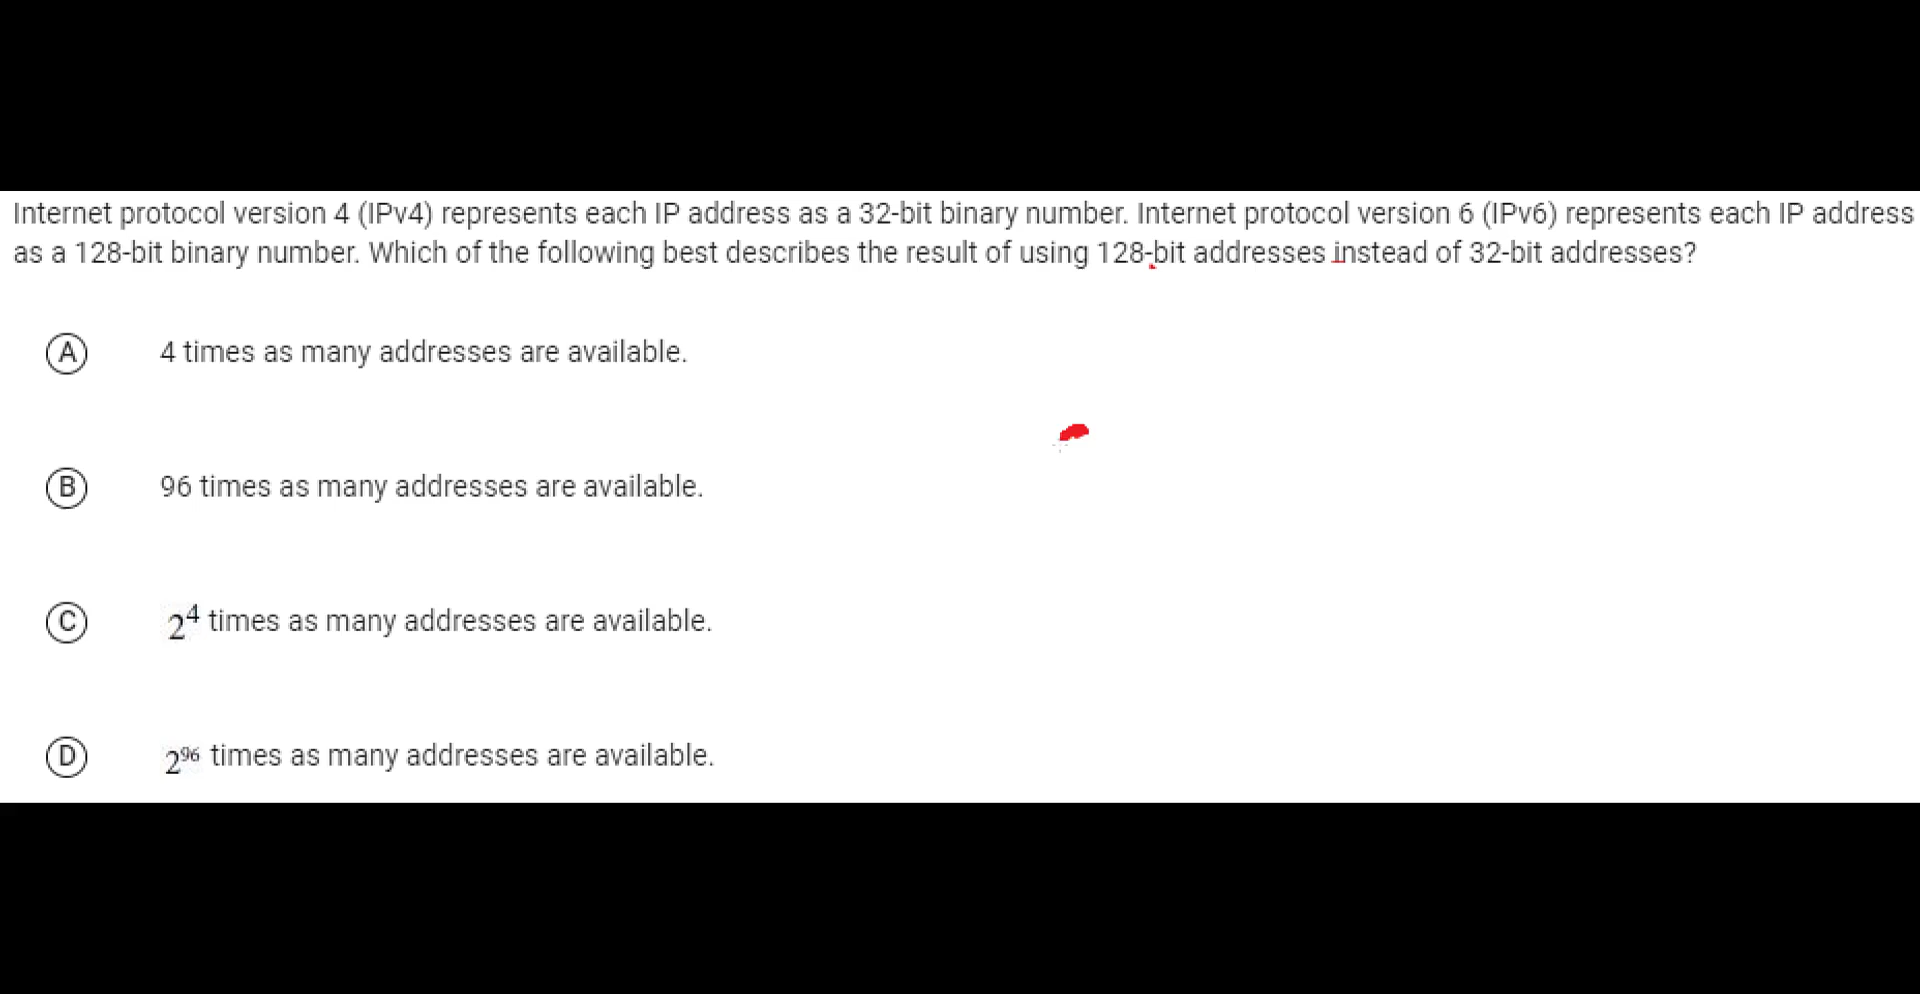 Internet protocol version 4 (IPv4) represents each IP address as a 32-bit binary number. Internet protocol version 6 (IPv6) represents each IP address
as a 128-bit binary number. Which of the following best describes the result of using 128-bit addresses instead of 32-bit addresses?
A 4 times as many addresses are available.
B 96 times as many addresses are available.
C 2⁴ times as many addresses are available.
D 2⁹⁶ times as many addresses are available.